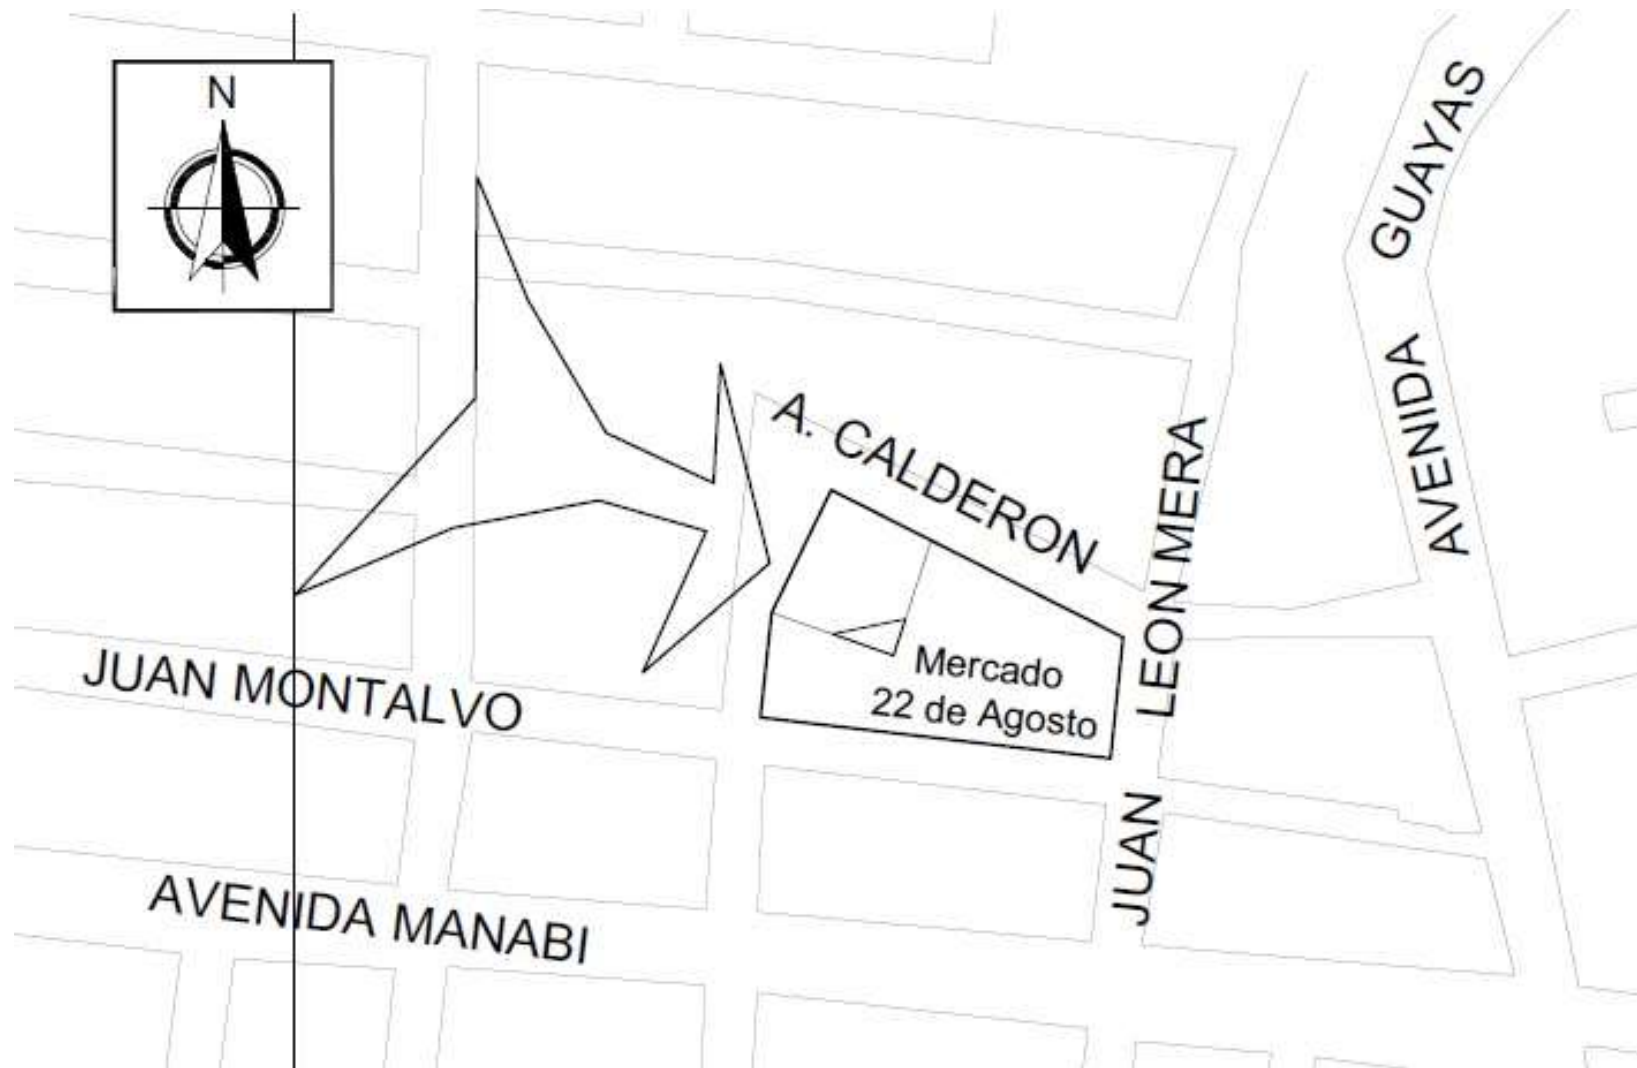 N
AVENIDA GUAYAS
A. CALDERON
JUAN LEON MERA
Mercado
22 de Agosto
JUAN MONTALVO
AVENIDA MANABI